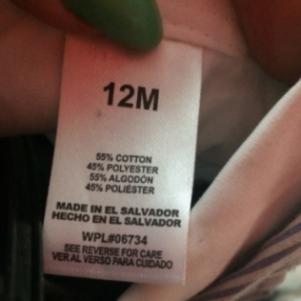 12M
55% COTTON
45% POLYESTER
55% ALGODÓN
45% POLIÉSTER
MADE IN EL SALVADOR
HECHO EN EL SALVADOR
WPL#06734
SEE REVERSE FOR CARE
VER AL VERSO PARA CUIDADO